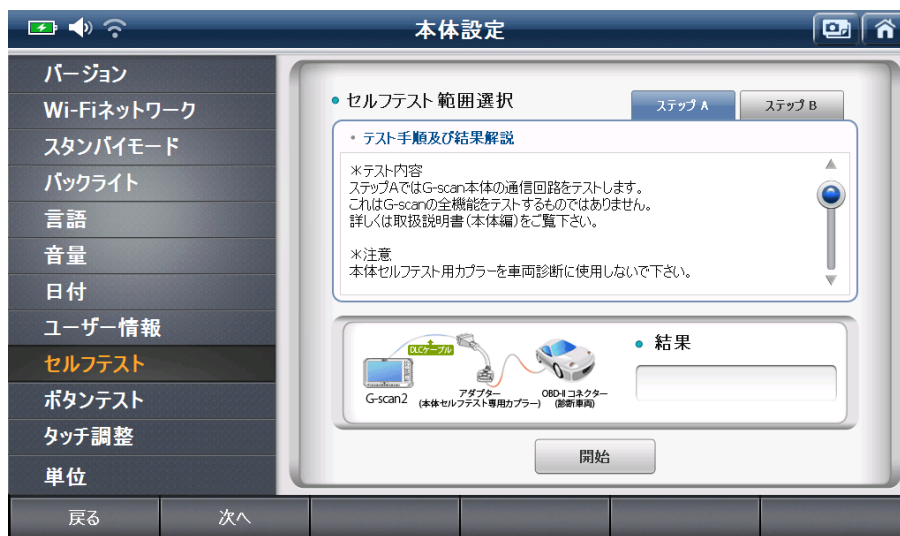 本体設定
バージョン
Wi-Fiネットワーク
スタンバイモード
バックライト
言語
音量
日付
ユーザー情報
セルフテスト
ボタンテスト
タッチ調整
単位
• セルフテスト 範囲選択
ステップ A
ステップ B
• テスト手順及び結果解説
*テスト内容
ステップAではG-scan本体の通信回路をテストします。
これはG-scanの全機能をテストするものではありません。
詳しくは取扱説明書(本体編)をご覧下さい。
*注意
本体セルフテスト用カプラーを車両診断に使用しないで下さい。
DLCケーブル
G-scan2
アダプター
(本体セルフテスト専用カプラー)
OBD-II コネクター
(診断車両)
• 結果
開始
戻る
次へ